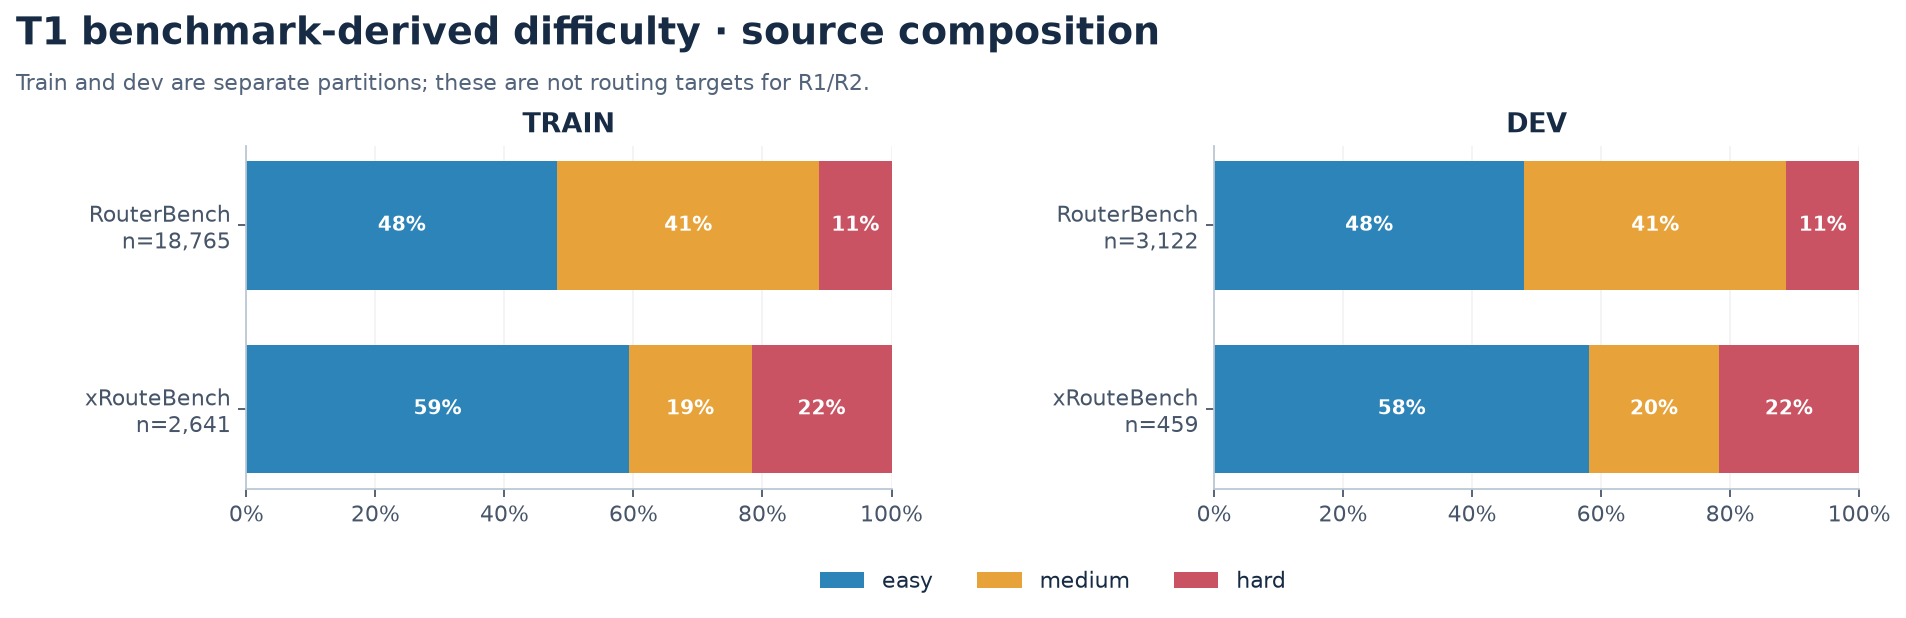 T1 benchmark-derived difficulty · source composition
Train and dev are separate partitions; these are not routing targets for R1/R2.
TRAIN
RouterBench
n=18,765
48%
41%
11%
xRouteBench
n=2,641
59%
19%
22%
0%
20%
40%
60%
80%
100%
DEV
RouterBench
n=3,122
48%
41%
11%
xRouteBench
n=459
58%
20%
22%
0%
20%
40%
60%
80%
100%
easy
medium
hard